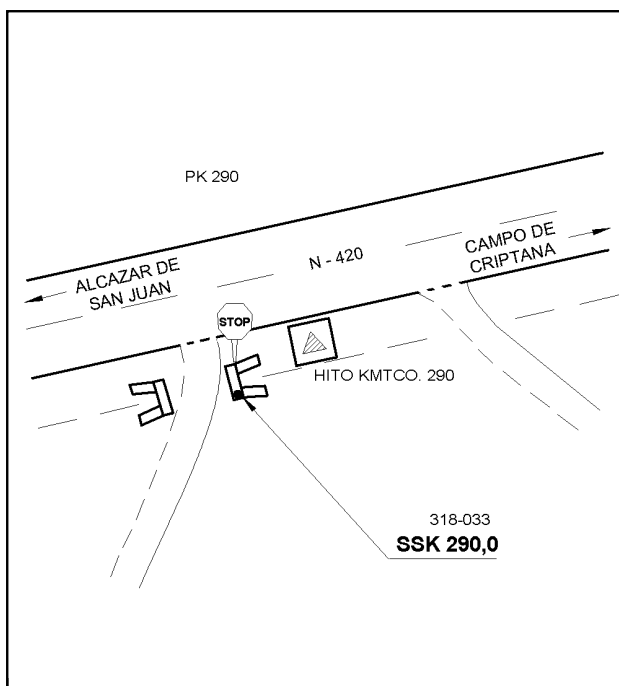 PK 290
CAMPO DE
CRIPTANA
N - 420
ALCAZAR DE
SAN JUAN
STOP
HITO KMTCO. 290
318-033
SSK 290,0